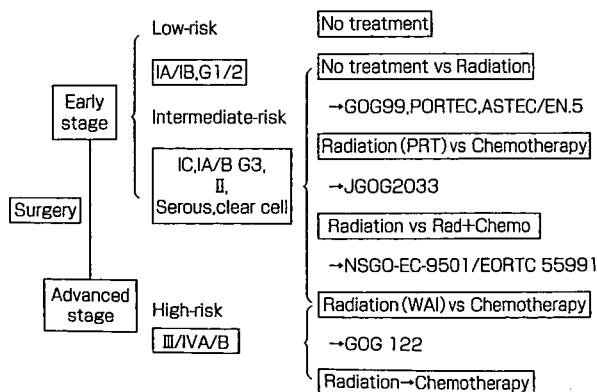 Low-risk
No treatment
IA/IB,G1/2
No treatment vs Radiation
Early
stage
→GOG99,PORTEC,ASTEC/EN.5
Intermediate-risk
Radiation(PRT) vs Chemotherapy
IC,IA/B G3,
Ⅱ,
Serous,clear cell
→JGOG2033
Surgery
Radiation vs Rad+Chemo
→NSGO-EC-9501/EORTC 55991
Advanced
stage
High-risk
Radiation(WAI) vs Chemotherapy
Ⅲ/IVA/B
→GOG 122
Radiation→Chemotherapy